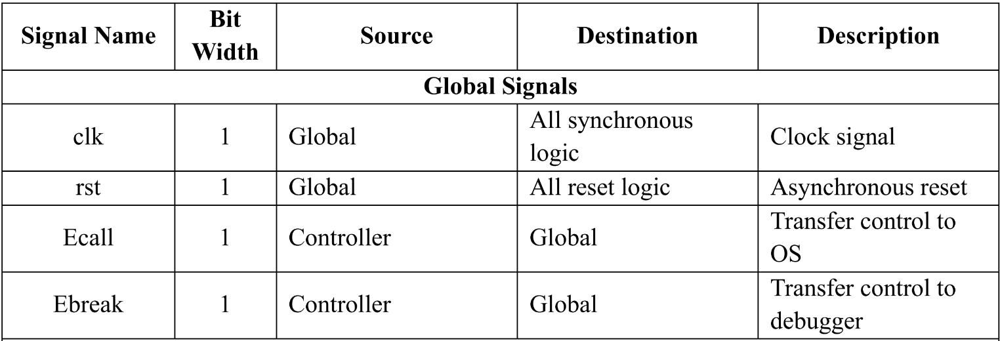 Signal Name Bit Width Source Destination Description
Global Signals
clk 1 Global All synchronous logic Clock signal
rst 1 Global All reset logic Asynchronous reset
Ecall 1 Controller Global Transfer control to OS
Ebreak 1 Controller Global Transfer control to debugger